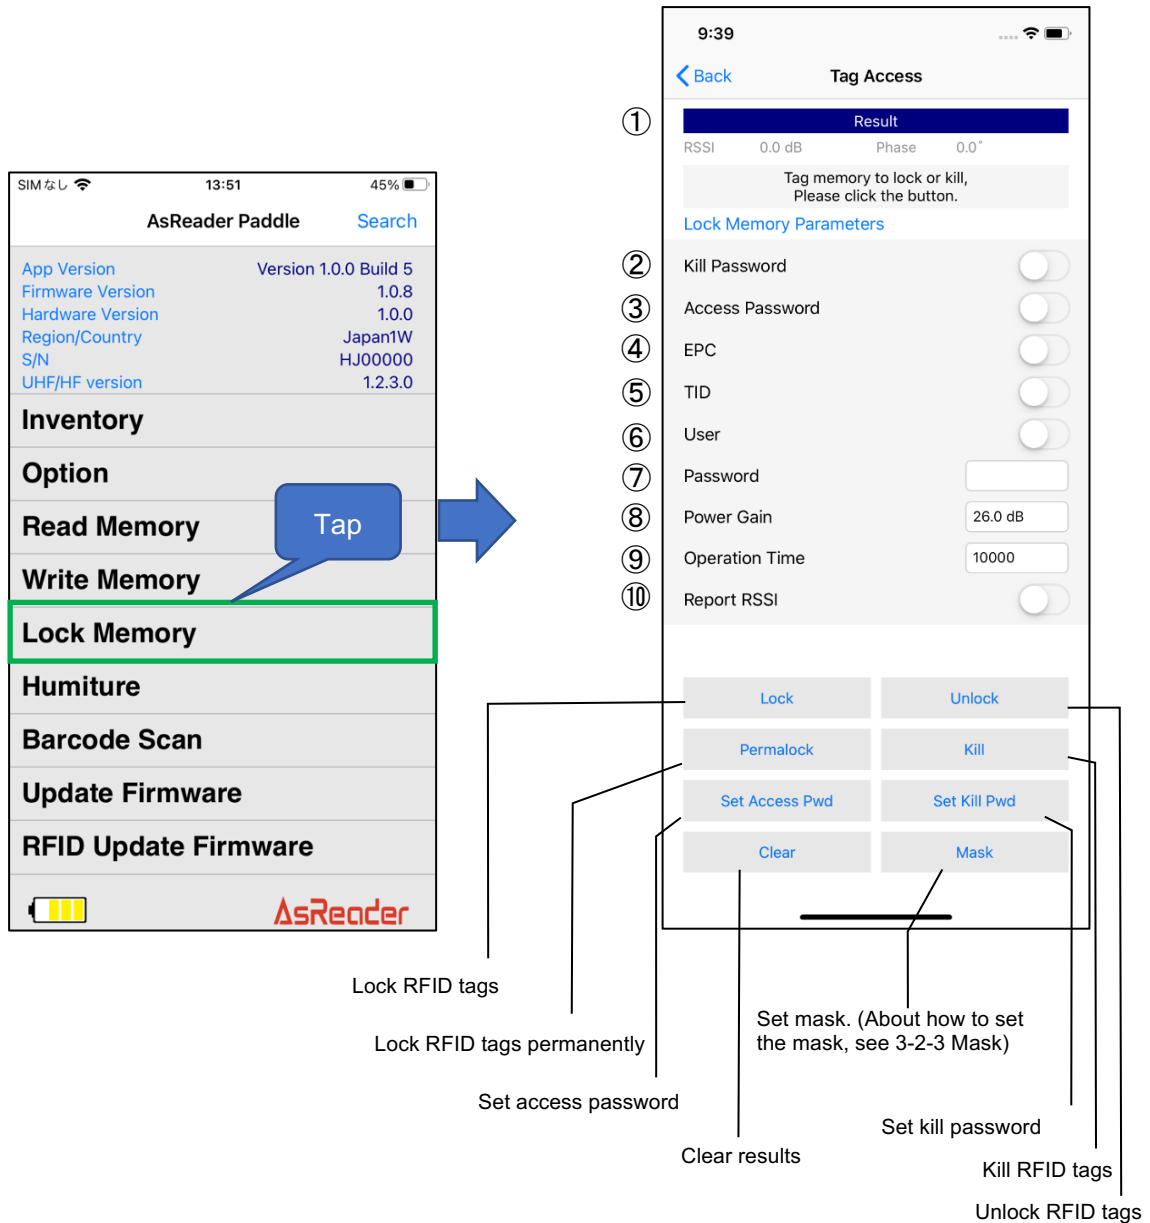 SIMなし 13:51 45%
AsReader Paddle Search
App Version Version 1.0.0 Build 5
Firmware Version 1.0.8
Hardware Version 1.0.0
Region/Country Japan1W
S/N HJ00000
UHF/HF version 1.2.3.0
Inventory
Option
Read Memory
Write Memory
Lock Memory
Humiture
Barcode Scan
Update Firmware
RFID Update Firmware
AsReader
Tap
9:39
Back Tag Access
① Result
RSSI 0.0 dB Phase 0.0°
Tag memory to lock or kill,
Please click the button.
Lock Memory Parameters
② Kill Password
③ Access Password
④ EPC
⑤ TID
⑥ User
⑦ Password
⑧ Power Gain 26.0 dB
⑨ Operation Time 10000
⑩ Report RSSI
Lock Unlock
Permalock Kill
Set Access Pwd Set Kill Pwd
Clear Mask
Lock RFID tags
Lock RFID tags permanently
Set access password
Clear results
Set mask. (About how to set
the mask, see 3-2-3 Mask)
Set kill password
Kill RFID tags
Unlock RFID tags